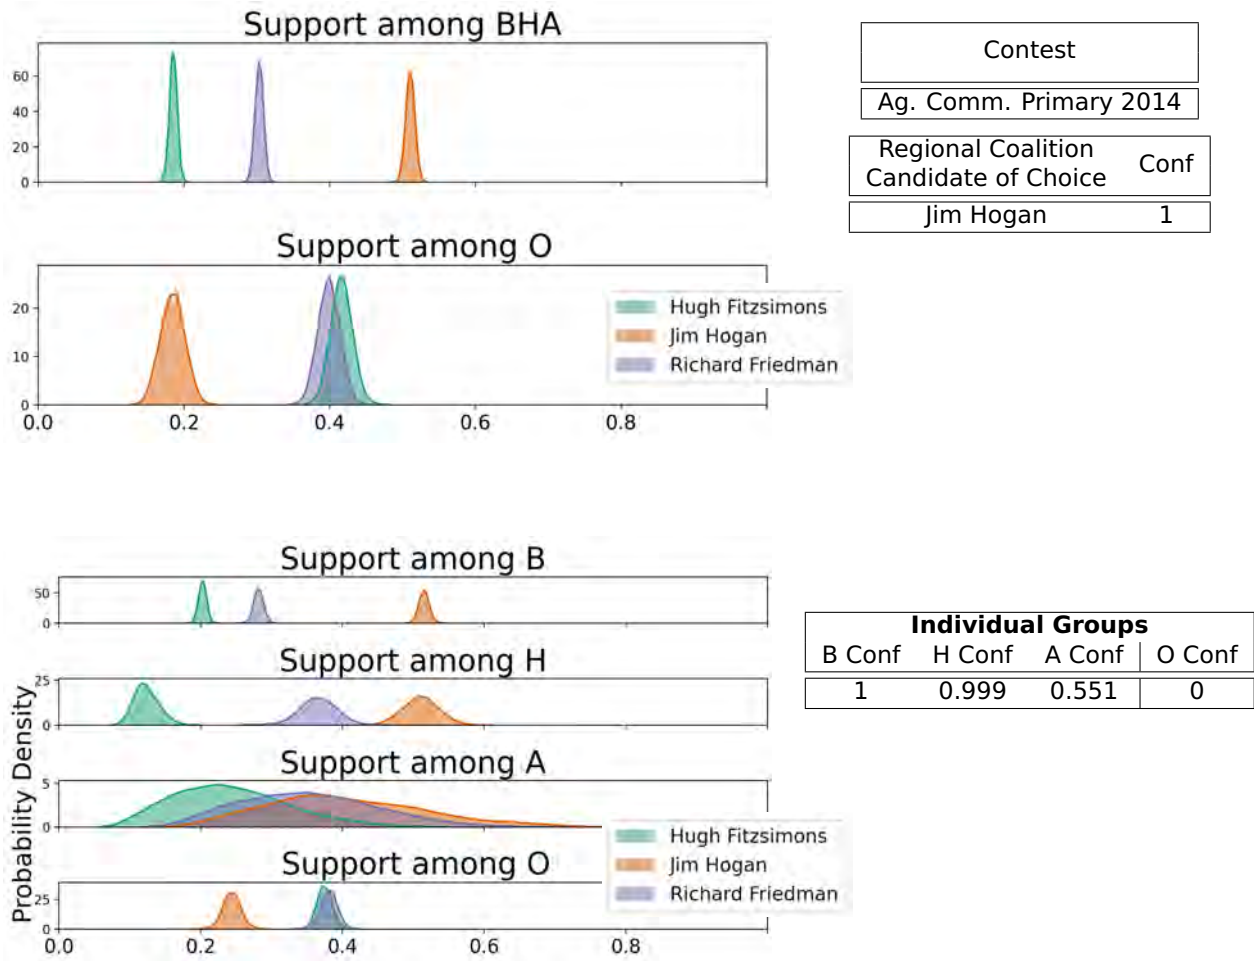 Support among BHA
60
40
20
0
Contest
Ag. Comm. Primary 2014
Regional Coalition
Candidate of Choice
Conf
Jim Hogan 1
Support among O
20
10
0
0.0 0.2 0.4 0.6 0.8
Hugh Fitzsimons
Jim Hogan
Richard Friedman
Probability Density
Support among B
50
0
Support among H
25
0
Support among A
5
0
Support among O
25
0
0.0 0.2 0.4 0.6 0.8
Hugh Fitzsimons
Jim Hogan
Richard Friedman
Individual Groups
B Conf H Conf A Conf O Conf
1 0.999 0.551 0